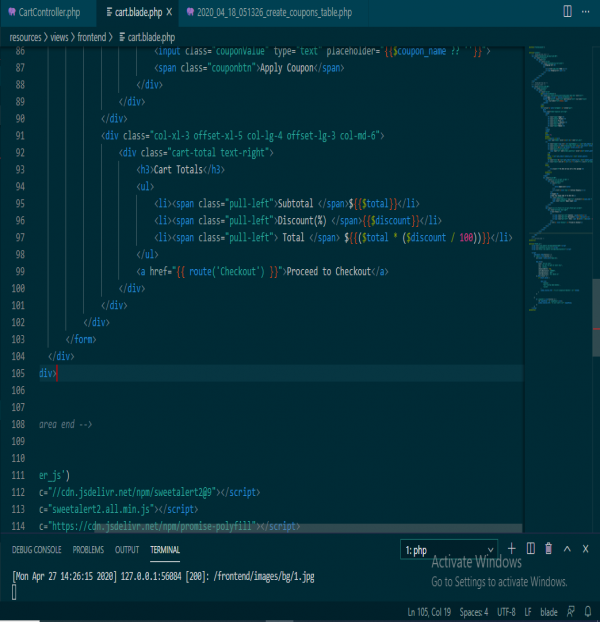 CartController.php cart.blade.php X 2020_04_18_051326_create_coupons_table.php ...
resources > views > frontend > cart.blade.php
86 <input class="couponValue" type="text" placeholder="{{$coupon_name ?? ''}}">
87 <span class="couponbtn">Apply Coupon</span>
88 </div>
89 </div>
90 </div>
91 <div class="col-xl-3 offset-xl-5 col-lg-4 offset-lg-3 col-md-6">
92 <div class="cart-total text-right">
93 <h3>Cart Totals</h3>
94 <ul>
95 <li><span class="pull-left">Subtotal </span>${{$total}}</li>
96 <li><span class="pull-left">Discount(%) </span>{{$discount}}</li>
97 <li><span class="pull-left"> Total </span> ${{($total * ($discount / 100))}}</li>
98 </ul>
99 <a href="{{ route('Checkout') }}">Proceed to Checkout</a>
100 </div>
101 </div>
102 </div>
103 </form>
104 </div>
105 div>
106
107
108 area end -->
109
110
111 er_js')
112 c="//cdn.jsdelivr.net/npm/sweetalert2@9"></script>
113 c="sweetalert2.all.min.js"></script>
114 c="https://cdn.jsdelivr.net/npm/promise-polyfill"></script>
DEBUG CONSOLE PROBLEMS OUTPUT TERMINAL 1: php
[Mon Apr 27 14:26:15 2020] 127.0.0.1:56084 [200]: /frontend/images/bg/1.jpg
Activate Windows
Go to Settings to activate Windows.
Ln 105, Col 19 Spaces: 4 UTF-8 LF blade